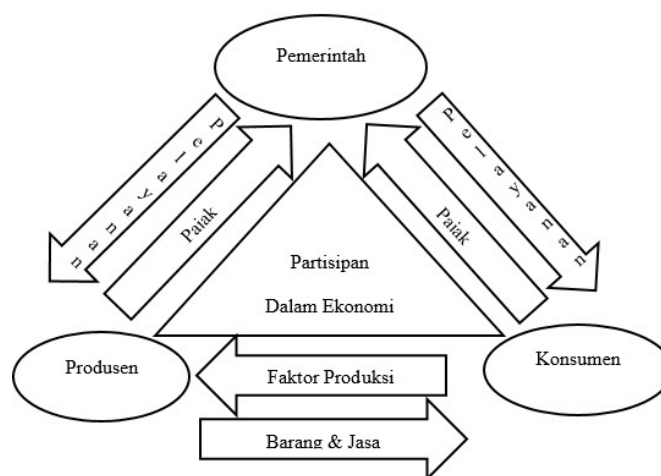 Pemerintah
Pelayanan
Pajak
Pajak
Pelayanan
Partisipan
Dalam Ekonomi
Produsen
Faktor Produksi
Konsumen
Barang & Jasa